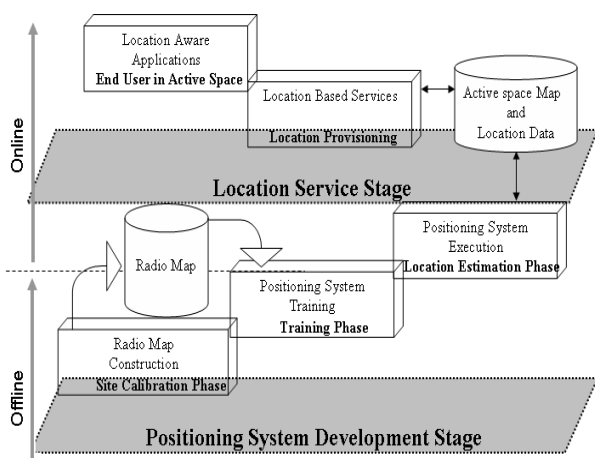 Location Aware
Applications
End User in Active Space
Location Based Services
Location Provisioning
Active space Map
and
Location Data
Online
Location Service Stage
Positioning System
Execution
Location Estimation Phase
Radio Map
Positioning System
Training
Training Phase
Radio Map
Construction
Site Calibration Phase
Offline
Positioning System Development Stage